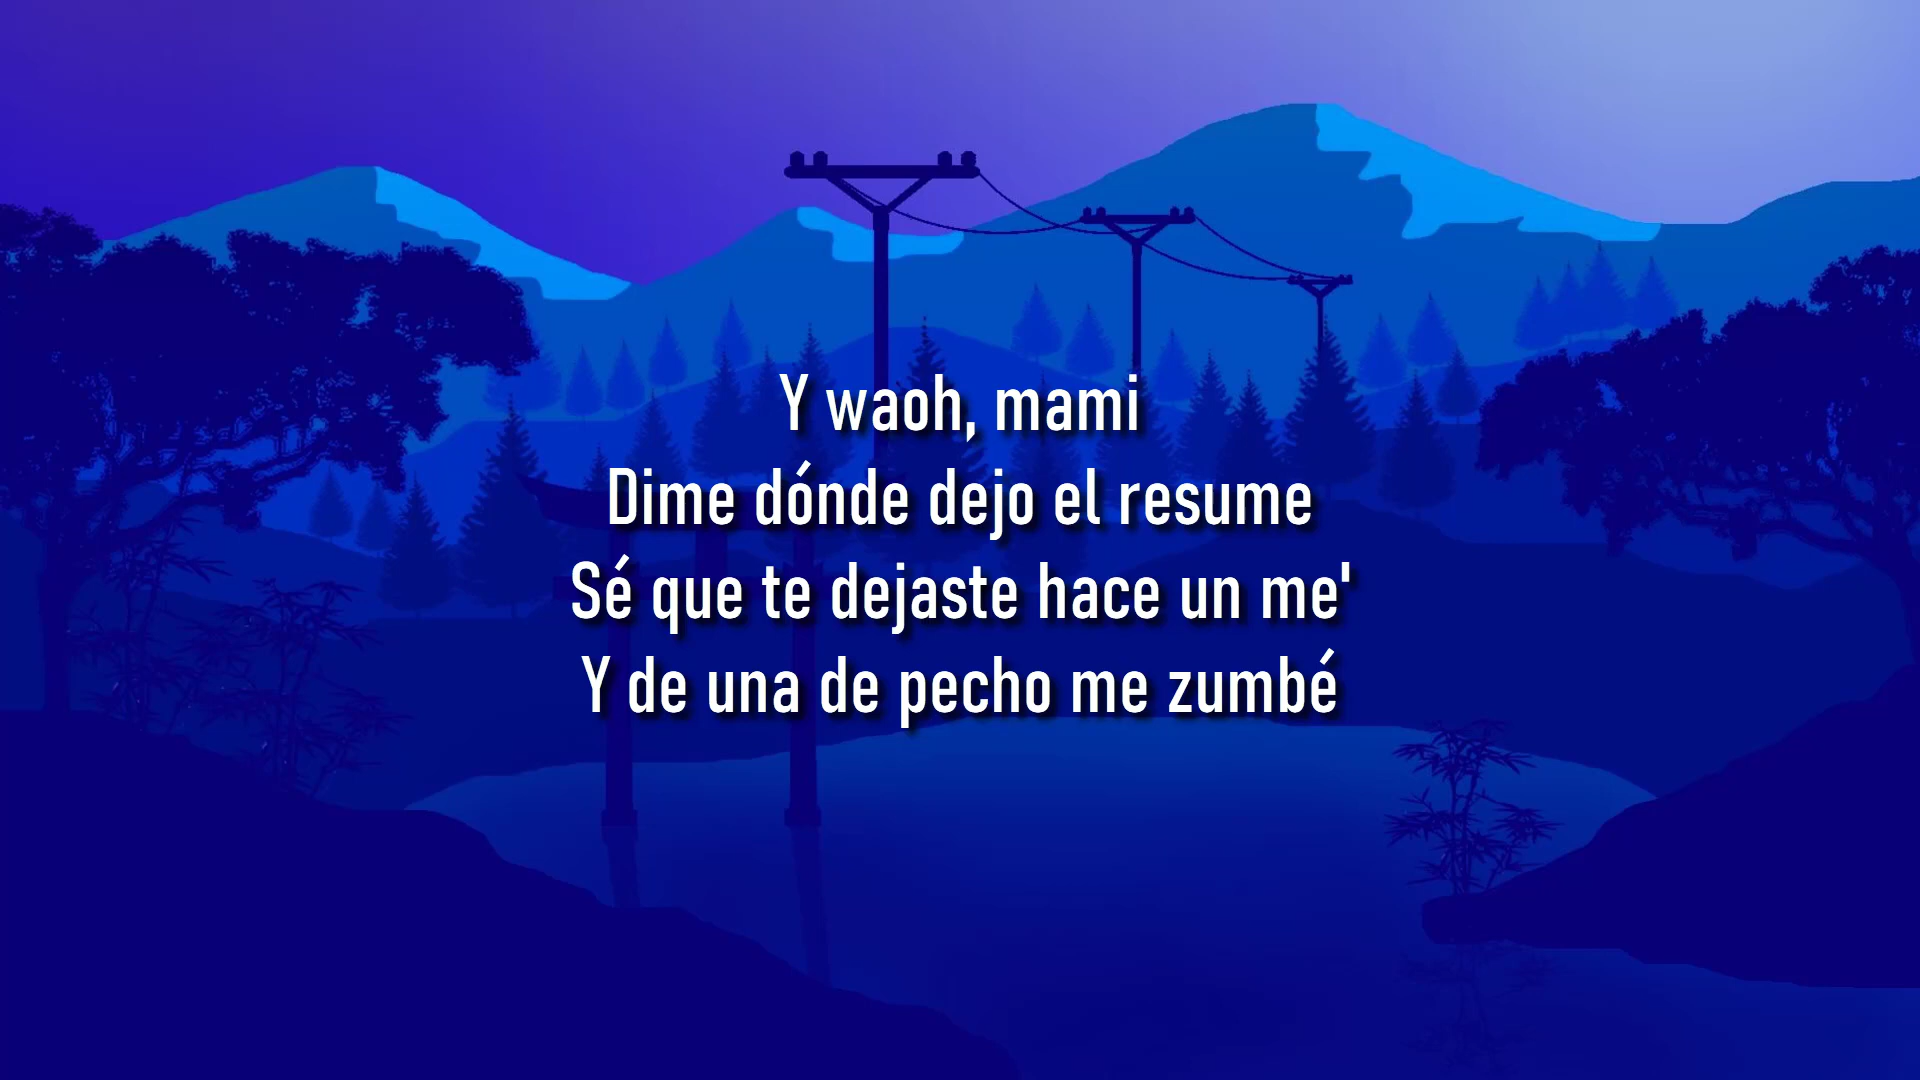 Y waoh, mami
Dime dónde dejo el resume
Sé que te dejaste hace un me'
Y de una de pecho me zumbé